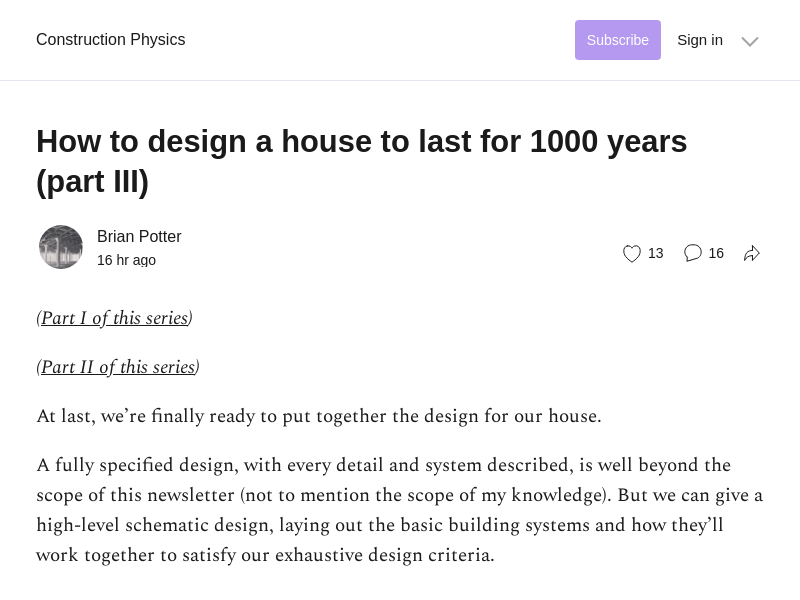 Construction Physics
Subscribe
Sign in
How to design a house to last for 1000 years
(part III)
Brian Potter
16 hr ago
13
16
(Part I of this series)
(Part II of this series)
At last, we’re finally ready to put together the design for our house.
A fully specified design, with every detail and system described, is well beyond the
scope of this newsletter (not to mention the scope of my knowledge). But we can give a
high-level schematic design, laying out the basic building systems and how they’ll
work together to satisfy our exhaustive design criteria.